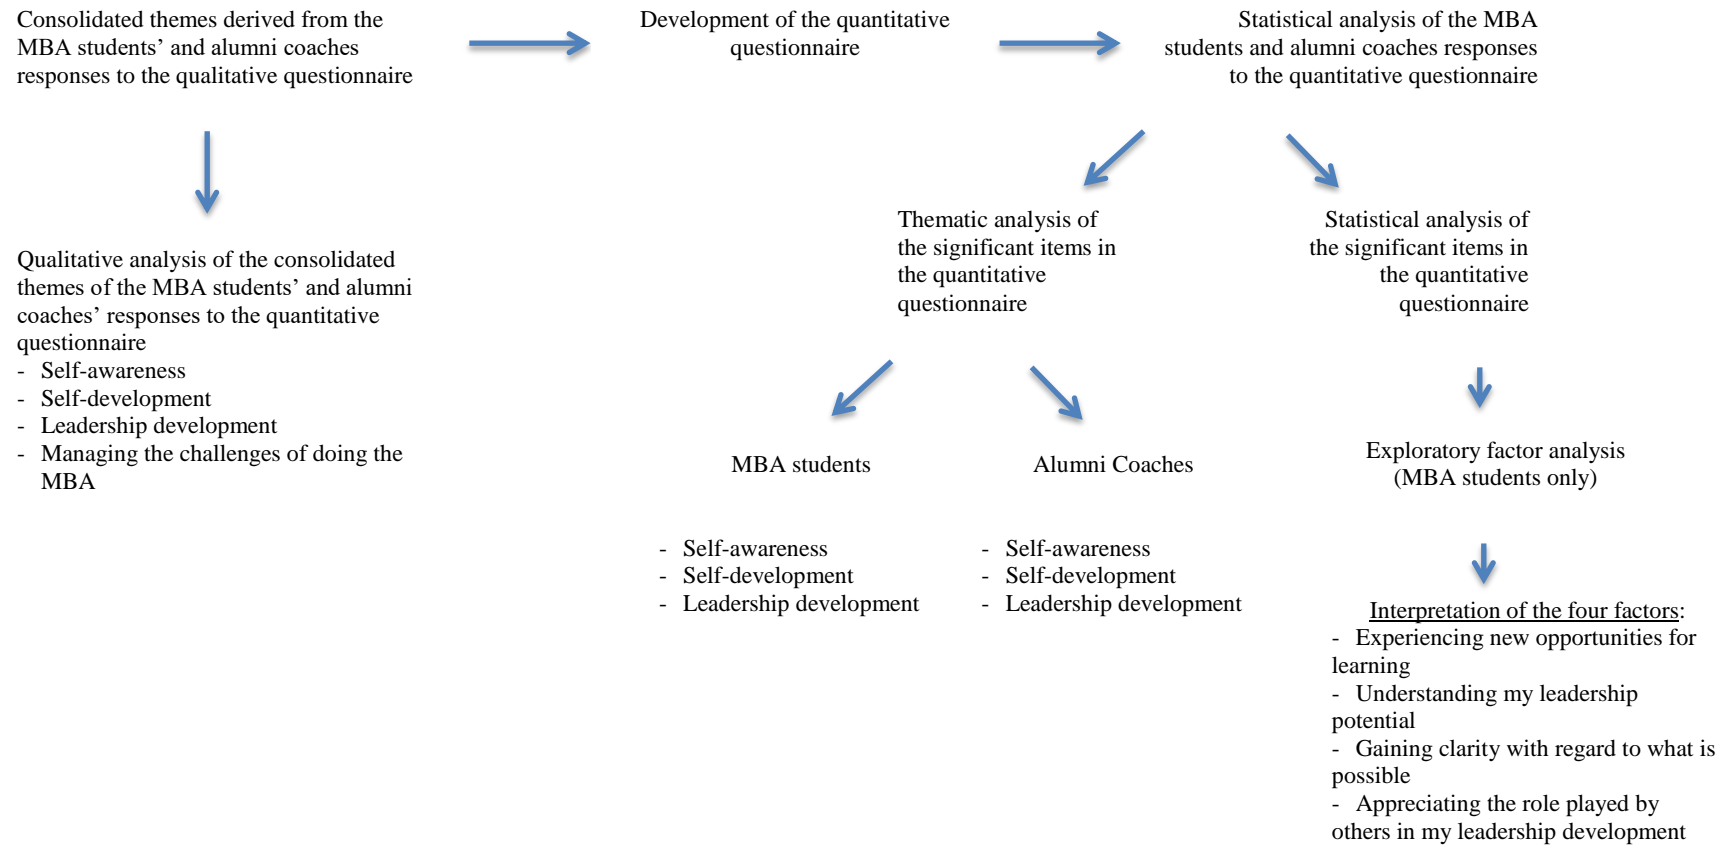 Consolidated themes derived from the
MBA students’ and alumni coaches
responses to the qualitative questionnaire
Development of the quantitative
questionnaire
Statistical analysis of the MBA
students and alumni coaches responses
to the quantitative questionnaire
Qualitative analysis of the consolidated
themes of the MBA students’ and alumni
coaches’ responses to the quantitative
questionnaire
- Self-awareness
- Self-development
- Leadership development
- Managing the challenges of doing the
MBA
Thematic analysis of
the significant items in
the quantitative
questionnaire
Statistical analysis of
the significant items in
the quantitative
questionnaire
MBA students
- Self-awareness
- Self-development
- Leadership development
Alumni Coaches
- Self-awareness
- Self-development
- Leadership development
Exploratory factor analysis
(MBA students only)
Interpretation of the four factors:
- Experiencing new opportunities for
learning
- Understanding my leadership
potential
- Gaining clarity with regard to what is
possible
- Appreciating the role played by
others in my leadership development